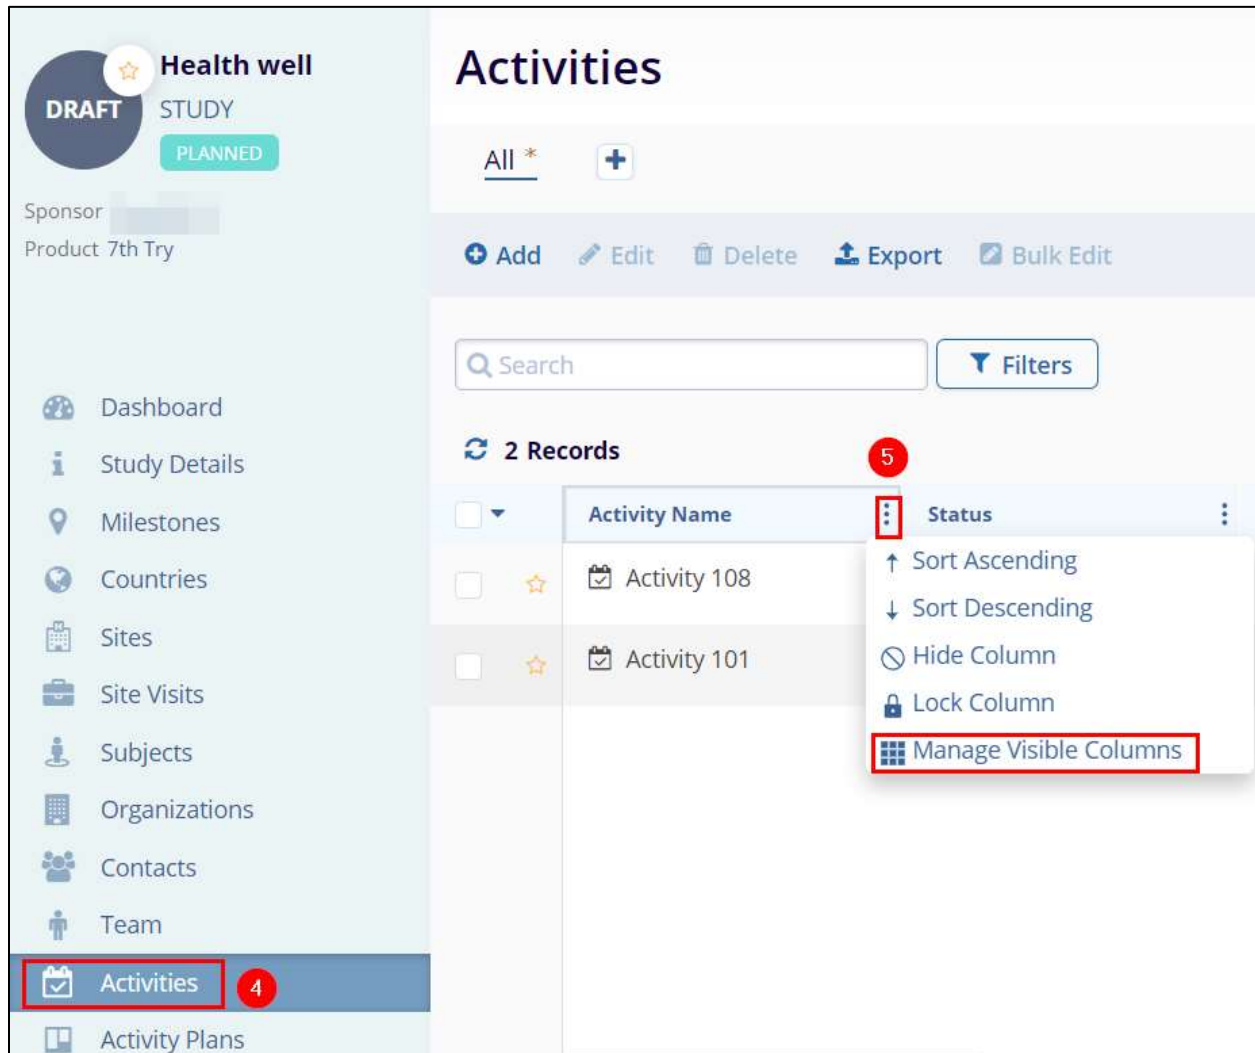 DRAFT
Health well
STUDY
PLANNED
Sponsor
Product 7th Try
Dashboard
Study Details
Milestones
Countries
Sites
Site Visits
Subjects
Organizations
Contacts
Team
Activities 4
Activity Plans
Activities
All *
Add Edit Delete Export Bulk Edit
Search Filters
2 Records
5
Activity Name Status
Activity 108
Activity 101
Sort Ascending
Sort Descending
Hide Column
Lock Column
Manage Visible Columns